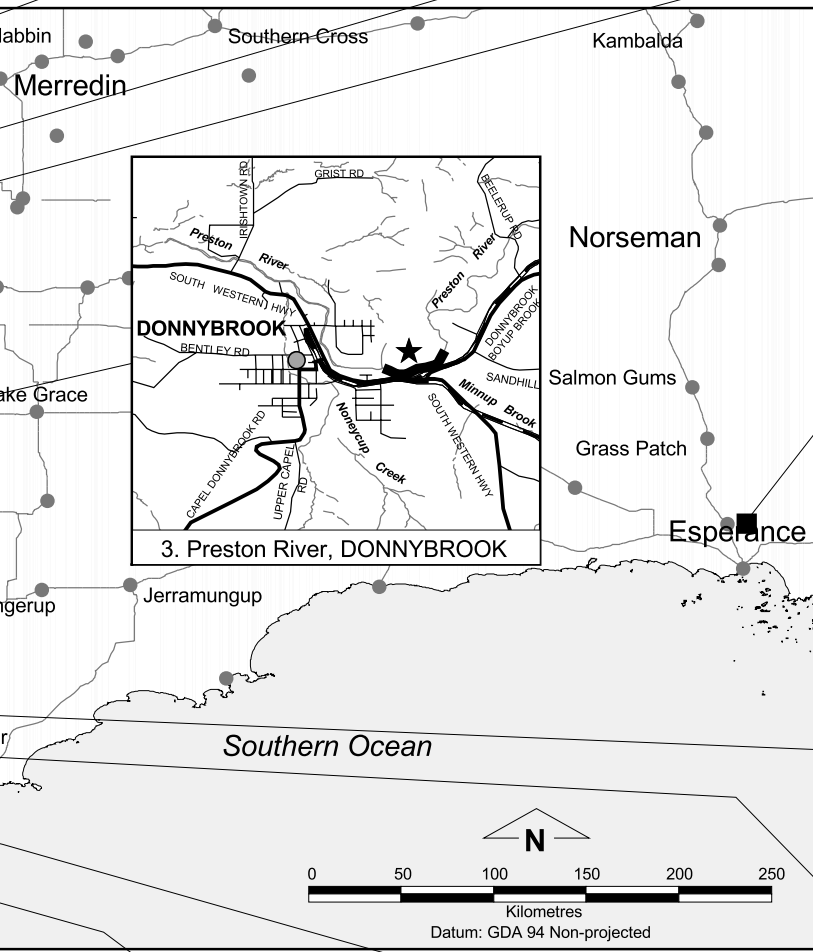 Southern Cross
Kambalda
Merredin
GRIST RD
RISHTOWN RD
BEELERUP RD
Preston
River
Preston River
Norseman
SOUTH WESTERN HWY
DONNYBROOK
BOYUP BROOK
DONNYBROOK
BENTLEY RD
SANDHILL
Salmon Gums
ake Grace
Minnup Brook
Noneycup
Creek
SOUTH WESTERN HWY
CAPEL DONNYBROOK RD
UPPER CAPEL
RD
Grass Patch
Esperance
3. Preston River, DONNYBROOK
ngerup
Jerramungup
r
Southern Ocean
N
0 50 100 150 200 250
Kilometres
Datum: GDA 94 Non-projected